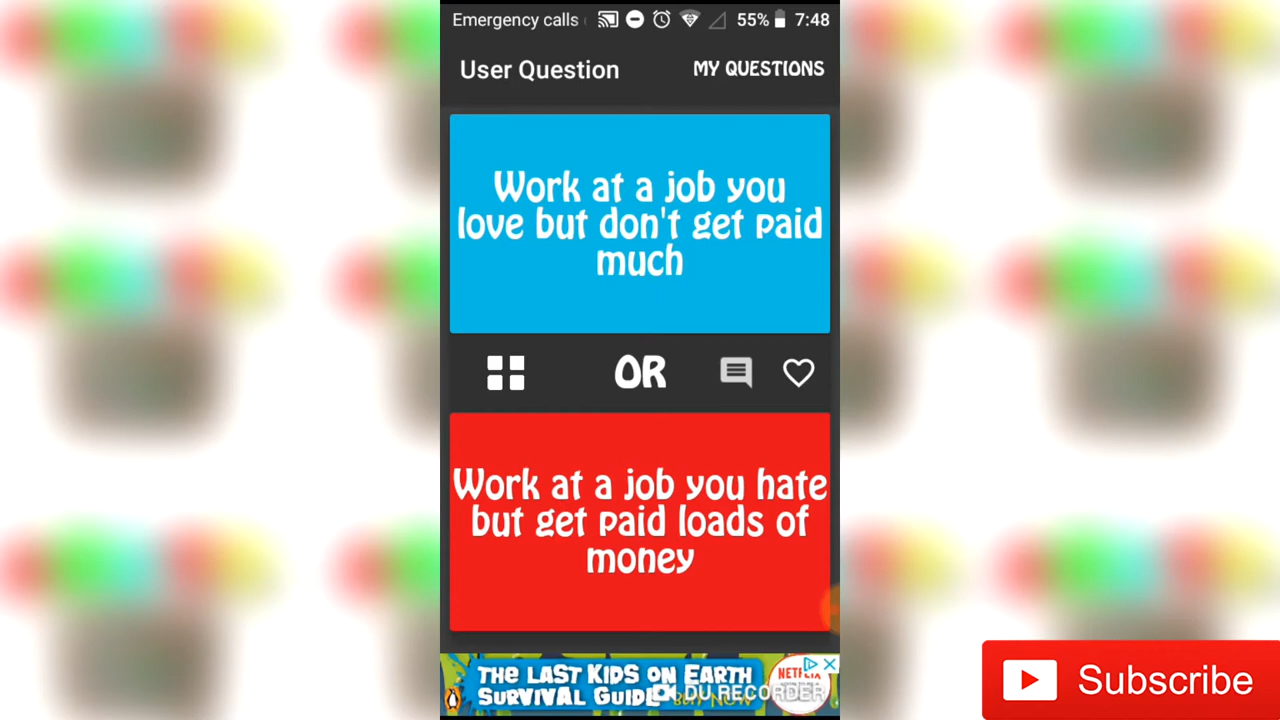 Emergency calls
55% 7:48
User Question
MY QUESTIONS
Work at a job you
love but don't get paid
much
OR
Work at a job you hate
but get paid loads of
money
THE LAST KIDS ON EARTH
SURVIVAL GUIDE
BUY NOW
NETFLIX
DU RECORDER
Subscribe